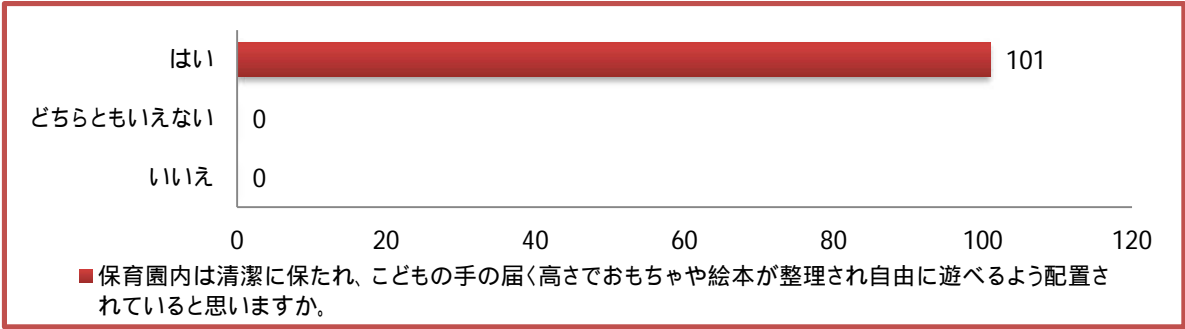 はい 101
どちらともいえない 0
いいえ 0
0 20 40 60 80 100 120
保育園内は清潔に保たれ、こどもの手の届く高さでおもちゃや絵本が整理され自由に遊べるよう配置さ
れていると思いますか。